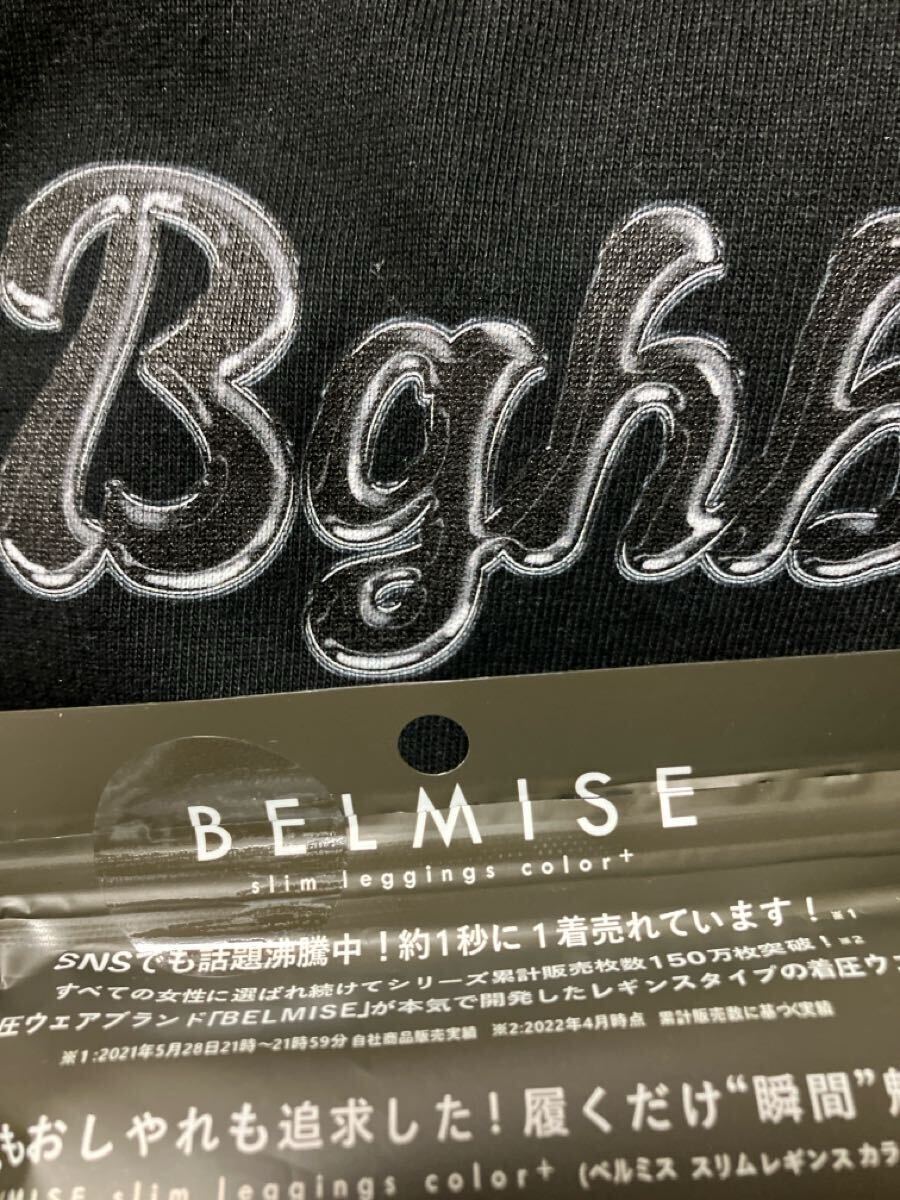 Bgh
BELMISE
slim leggings color+
SNSでも話題沸騰中！約1秒に1着売れています！※1
すべての女性に選ばれ続けてシリーズ累計販売枚数150万枚突破！※2
圧ウェアブランド「BELMISE」が本気で開発したレギンスタイプの着圧ウ
※1:2021年5月28日21時〜21時59分 自社商品販売実績 ※2:2022年4月時点 累計販売数に基づく実績
もおしゃれも追求した！履くだけ“瞬間”
MISE slim leggings color+ (ベルミス スリムレギンス カラ